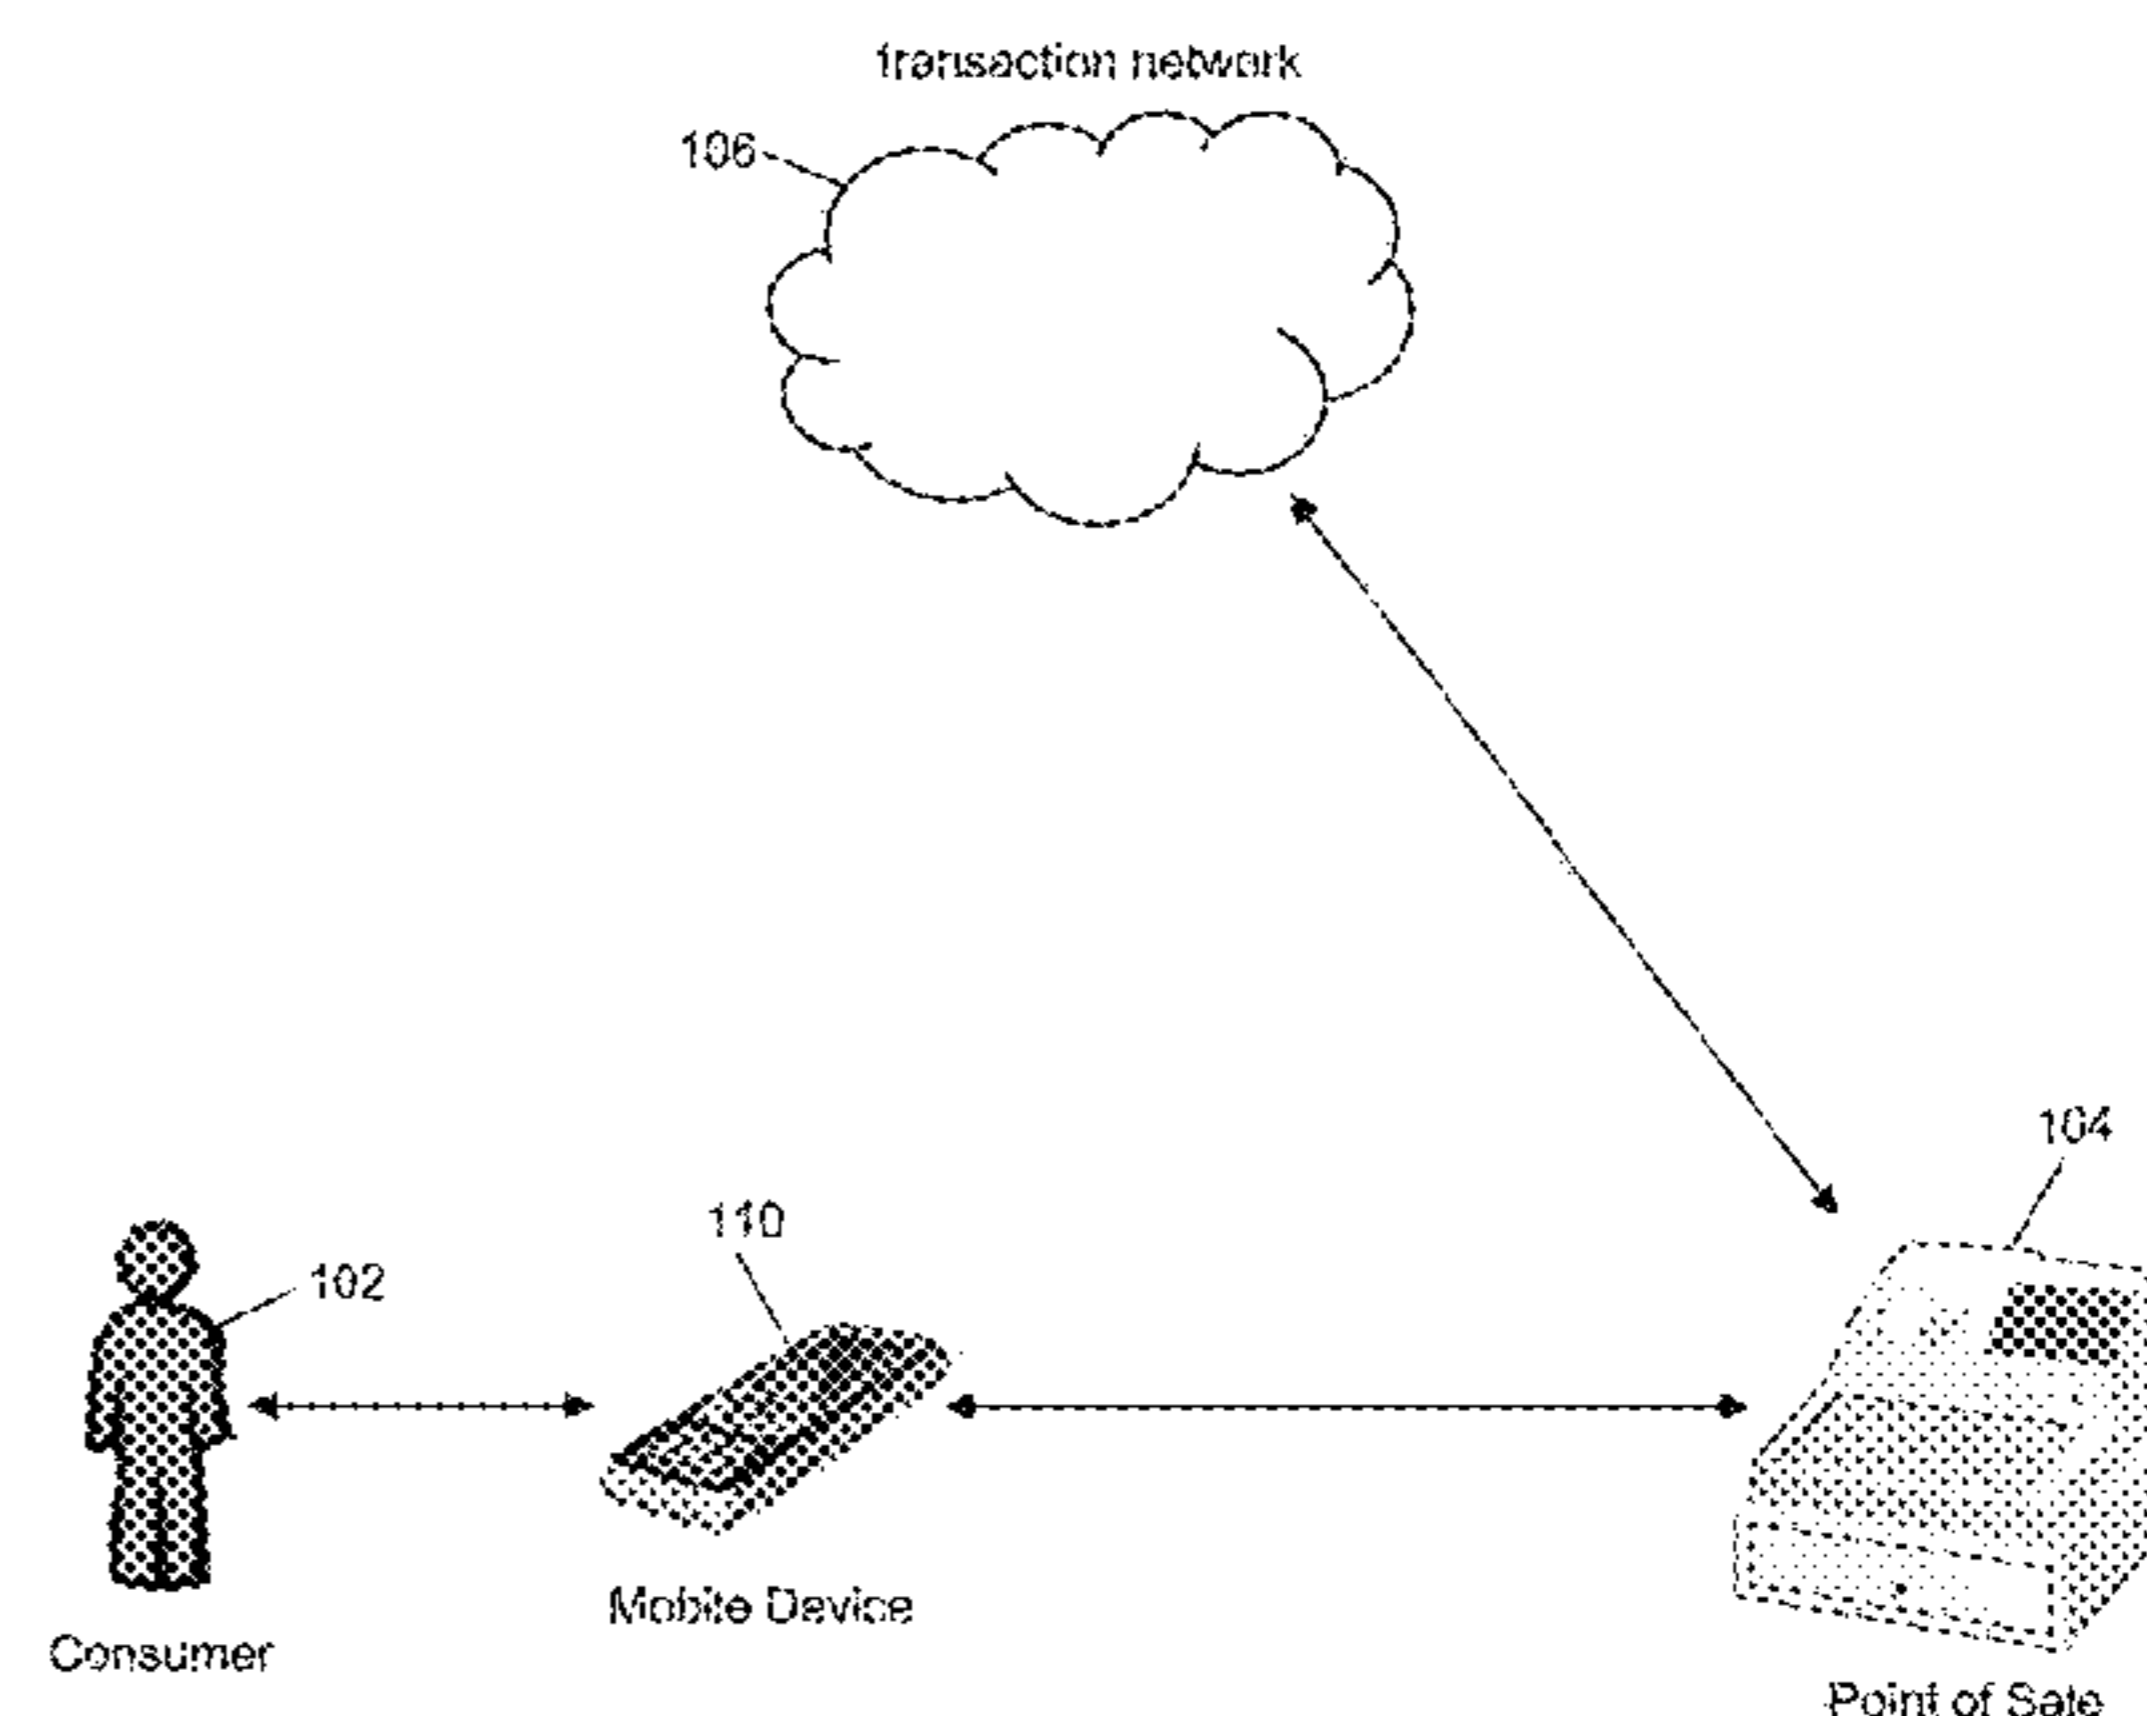 transaction network
106
104
110
102
Mobile Device
Consumer
Point of Sale